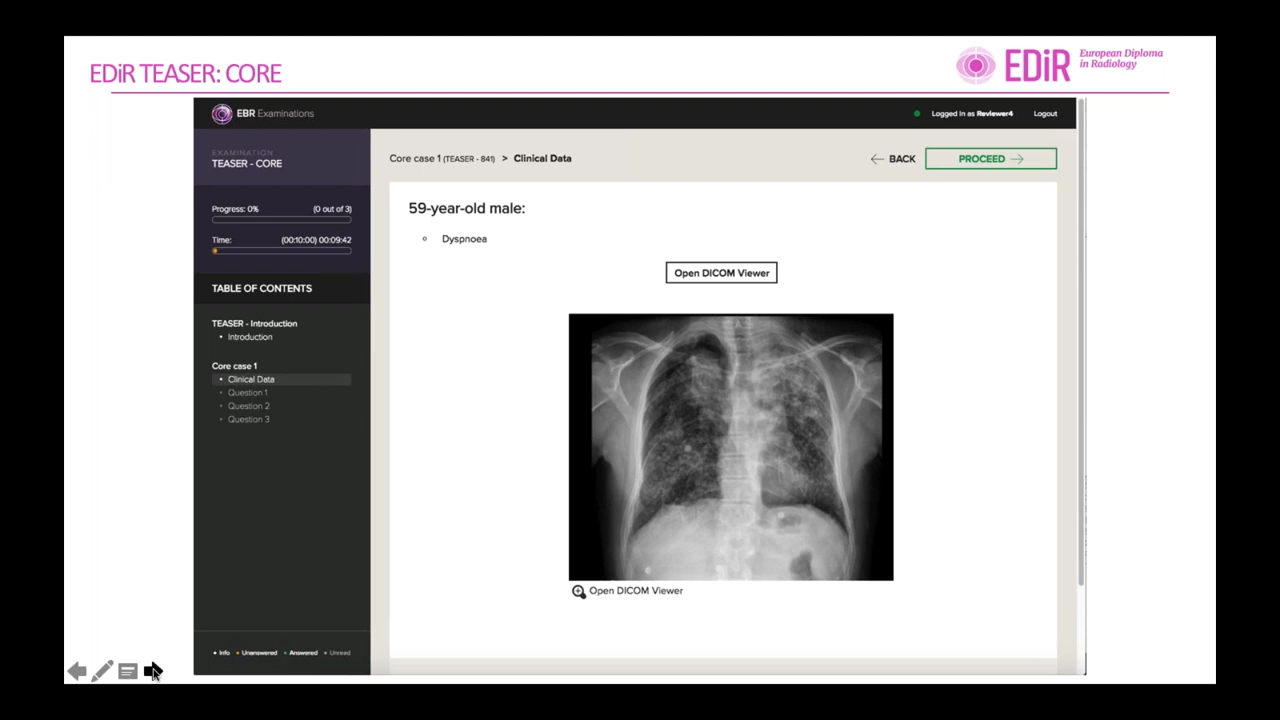 EDiR TEASER: CORE
EDiR European Diploma
in Radiology
EBR Examinations
Logged In as Reviewer4 Logout
EXAMINATION
TEASER - CORE
Progress: 0% (0 out of 3)
Time: (00:10:00) 00:09:42
TABLE OF CONTENTS
TEASER - Introduction
Introduction
Core case 1
Clinical Data
Question 1
Question 2
Question 3
Info Unanswered Answered Unread
Core case 1 (TEASER - 841) > Clinical Data
BACK PROCEED
59-year-old male:
Dyspnoea
Open DICOM Viewer
Open DICOM Viewer